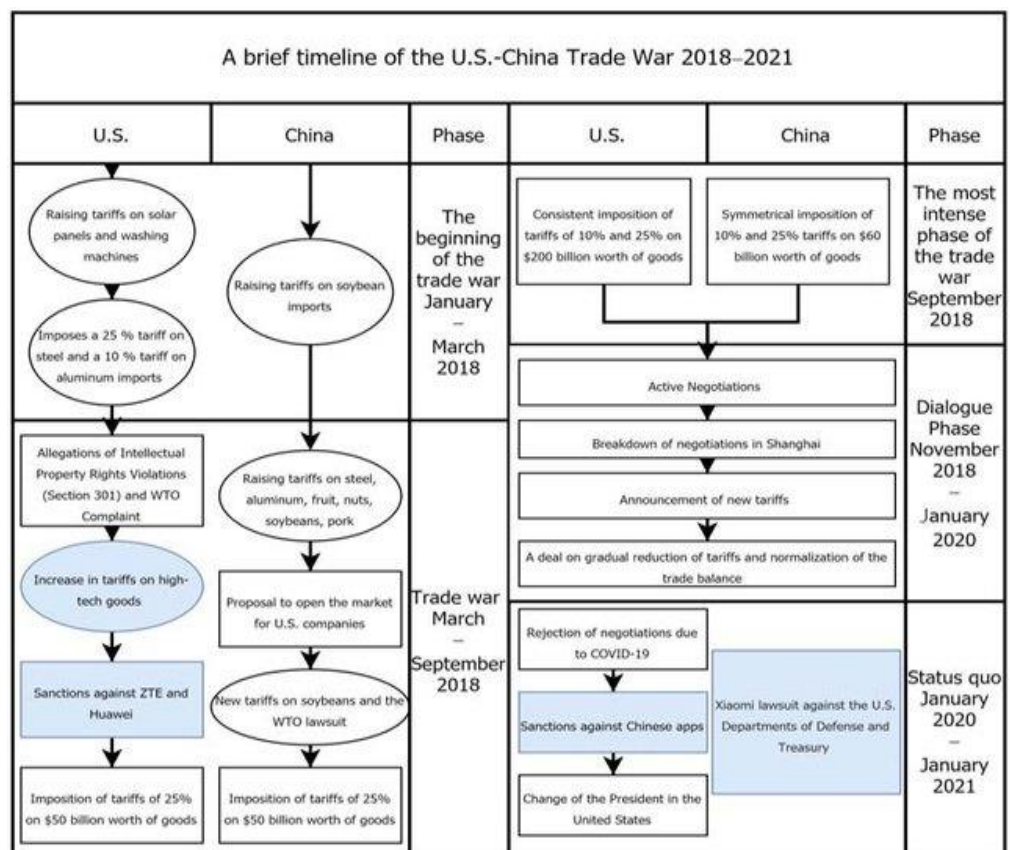 A brief timeline of the U.S.-China Trade War 2018–2021
U.S.
China
Phase
U.S.
China
Phase
Raising tariffs on solar
panels and washing
machines
Imposes a 25 % tariff on
steel and a 10 % tariff on
aluminum imports
Raising tariffs on soybean
imports
The
beginning
of the
trade war
January
–
March
2018
Allegations of Intellectual
Property Rights Violations
(Section 301) and WTO
Complaint
Increase in tariffs on high-
tech goods
Sanctions against ZTE and
Huawei
Imposition of tariffs of 25%
on $50 billion worth of goods
Raising tariffs on steel,
aluminum, fruit, nuts,
soybeans, pork
Proposal to open the market
for U.S. companies
New tariffs on soybeans and the
WTO lawsuit
Imposition of tariffs of 25%
on $50 billion worth of goods
Trade war
March
–
September
2018
Consistent imposition of
tariffs of 10% and 25% on
$200 billion worth of goods
Symmetrical imposition of
10% and 25% tariffs on $60
billion worth of goods
The most
intense
phase of
the trade
war
September
2018
Active Negotiations
Breakdown of negotiations in Shanghai
Announcement of new tariffs
A deal on gradual reduction of tariffs and normalization of the
trade balance
Dialogue
Phase
November
2018
–
January
2020
Rejection of negotiations due
to COVID-19
Sanctions against Chinese apps
Change of the President in the
United States
Xiaomi lawsuit against the U.S.
Departments of Defense and
Treasury
Status quo
January
2020
–
January
2021